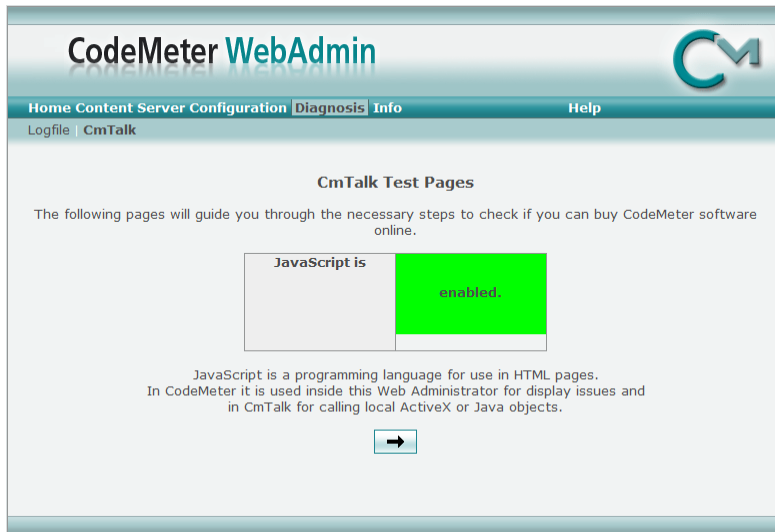 CodeMeter WebAdmin
CM
Home Content Server Configuration Diagnosis Info Help
Logfile | CmTalk
CmTalk Test Pages
The following pages will guide you through the necessary steps to check if you can buy CodeMeter software
online.
JavaScript is
enabled.
JavaScript is a programming language for use in HTML pages.
In CodeMeter it is used inside this Web Administrator for display issues and
in CmTalk for calling local ActiveX or Java objects.